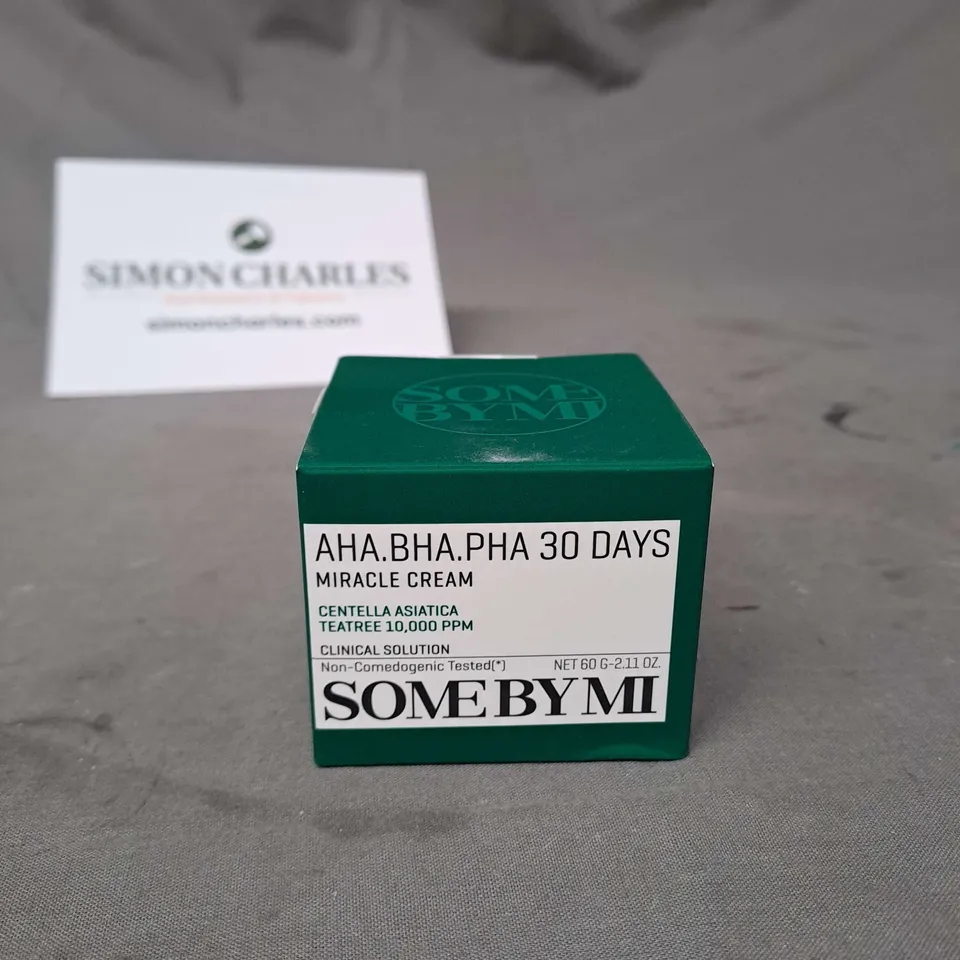 SIMON CHARLES
simoncharles.com
SOME
BY MI
AHA.BHA.PHA 30 DAYS
MIRACLE CREAM
CENTELLA ASIATICA
TEATREE 10,000 PPM
CLINICAL SOLUTION
Non-Comedogenic Tested(*) NET 60 G-2.11 OZ.
SOME BY MI